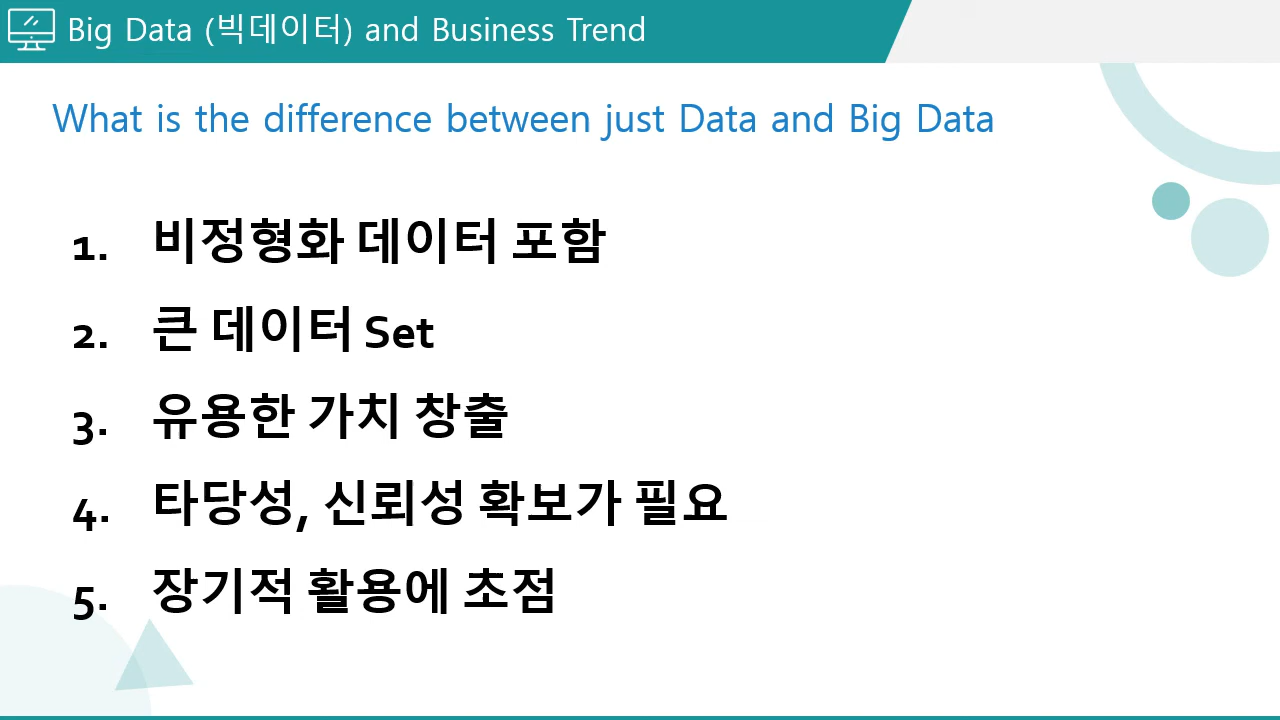 Big Data (빅데이터) and Business Trend
What is the difference between just Data and Big Data
1. 비정형화 데이터 포함
2. 큰 데이터 Set
3. 유용한 가치 창출
4. 타당성, 신뢰성 확보가 필요
5. 장기적 활용에 초점